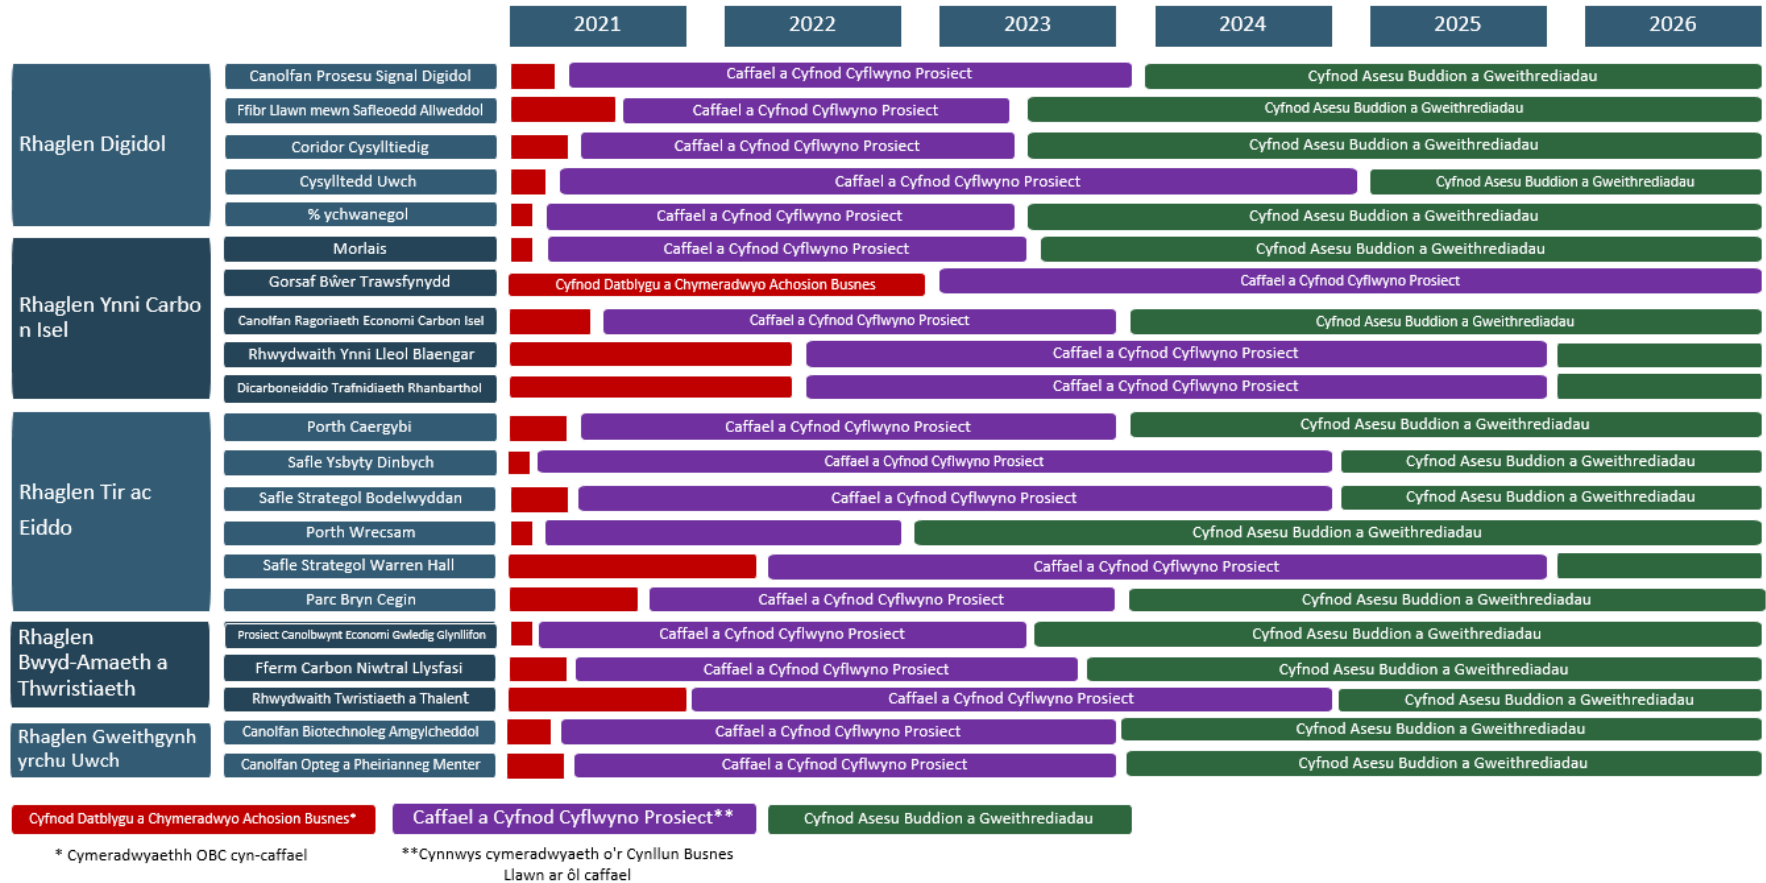 2021 2022 2023 2024 2025 2026
Rhaglen Digidol
Canolfan Prosesu Signal Digidol
Caffael a Cyfnod Cyflwyno Prosiect
Cyfnod Asesu Buddion a Gweithrediadau
Ffibr Llawn mewn Safleoedd Allweddol
Caffael a Cyfnod Cyflwyno Prosiect
Cyfnod Asesu Buddion a Gweithrediadau
Coridor Cysylltiedig
Caffael a Cyfnod Cyflwyno Prosiect
Cyfnod Asesu Buddion a Gweithrediadau
Cysylltedd Uwch
Caffael a Cyfnod Cyflwyno Prosiect
Cyfnod Asesu Buddion a Gweithrediadau
% ychwanegol
Caffael a Cyfnod Cyflwyno Prosiect
Cyfnod Asesu Buddion a Gweithrediadau
Rhaglen Ynni Carbo
n Isel
Morlais
Caffael a Cyfnod Cyflwyno Prosiect
Cyfnod Asesu Buddion a Gweithrediadau
Gorsaf Bŵer Trawsfynydd
Cyfnod Datblygu a Chymeradwyo Achosion Busnes
Caffael a Cyfnod Cyflwyno Prosiect
Canolfan Ragoriaeth Economi Carbon Isel
Caffael a Cyfnod Cyflwyno Prosiect
Cyfnod Asesu Buddion a Gweithrediadau
Rhwydwaith Ynni Lleol Blaengar
Caffael a Cyfnod Cyflwyno Prosiect
Dicarboneiddio Trafnidiaeth Rhanbarthol
Caffael a Cyfnod Cyflwyno Prosiect
Rhaglen Tir ac
Eiddo
Porth Caergybi
Caffael a Cyfnod Cyflwyno Prosiect
Cyfnod Asesu Buddion a Gweithrediadau
Safle Ysbyty Dinbych
Caffael a Cyfnod Cyflwyno Prosiect
Cyfnod Asesu Buddion a Gweithrediadau
Safle Strategol Bodelwyddan
Caffael a Cyfnod Cyflwyno Prosiect
Cyfnod Asesu Buddion a Gweithrediadau
Porth Wrecsam
Cyfnod Asesu Buddion a Gweithrediadau
Safle Strategol Warren Hall
Caffael a Cyfnod Cyflwyno Prosiect
Parc Bryn Cegin
Caffael a Cyfnod Cyflwyno Prosiect
Cyfnod Asesu Buddion a Gweithrediadau
Rhaglen
Bwyd-Amaeth a
Thwristiaeth
Prosiect Canolbwynt Economi Gwledig Glynllifon
Caffael a Cyfnod Cyflwyno Prosiect
Cyfnod Asesu Buddion a Gweithrediadau
Fferm Carbon Niwtral Llysfasi
Caffael a Cyfnod Cyflwyno Prosiect
Cyfnod Asesu Buddion a Gweithrediadau
Rhwydwaith Twristiaeth a Thalent
Caffael a Cyfnod Cyflwyno Prosiect
Cyfnod Asesu Buddion a Gweithrediadau
Rhaglen Gweithgynh
yrchu Uwch
Canolfan Biotechnoleg Amgylcheddol
Caffael a Cyfnod Cyflwyno Prosiect
Cyfnod Asesu Buddion a Gweithrediadau
Canolfan Opteg a Pheirianneg Menter
Caffael a Cyfnod Cyflwyno Prosiect
Cyfnod Asesu Buddion a Gweithrediadau
Cyfnod Datblygu a Chymeradwyo Achosion Busnes*
Caffael a Cyfnod Cyflwyno Prosiect**
Cyfnod Asesu Buddion a Gweithrediadau
* Cymeradwyaethh OBC cyn-caffael
**Cynnwys cymeradwyaeth o'r Cynllun Busnes
Llawn ar ôl caffael